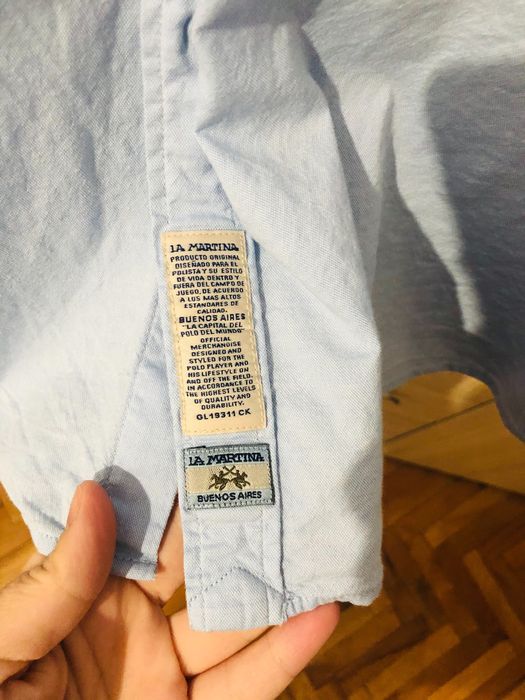 LA MARTINA
PRODUCTO ORIGINAL
DISEÑADO PARA EL
POLISTA Y SU ESTILO
DE VIDA DENTRO Y
FUERA DEL CAMPO DE
JUEGO, DE ACUERDO
A LOS MAS ALTOS
ESTANDARES DE
CALIDAD.
BUENOS AIRES
"LA CAPITAL DEL
POLO DEL MUNDO"
OFFICIAL
MERCHANDISE
DESIGNED AND
STYLED FOR THE
POLO PLAYER AND
HIS LIFESTYLE ON
AND OFF THE FIELD.
IN ACCORDANCE TO
THE HIGHEST LEVELS
OF QUALITY AND
DURABILITY.
GL18311 CK
LA MARTINA
BUENOS AIRES